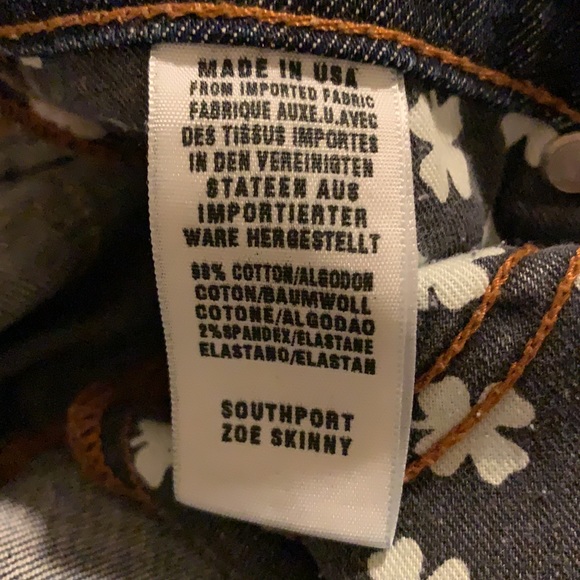 MADE IN USA
FROM IMPORTED FABRIC
FABRIQUE AUXE.U.AVEC
DES TISSUS IMPORTES
IN DEN VEREINIGTEN
STATEEN AUS
IMPORTIERTER
WARE HERGESTELLT
98% COTTON/ALGODON
COTON/BAUMWOLL
COTONE/ALGODAO
2%SPANDEX/ELASTANE
ELASTANO/ELASTAN
SOUTHPORT
ZOE SKINNY